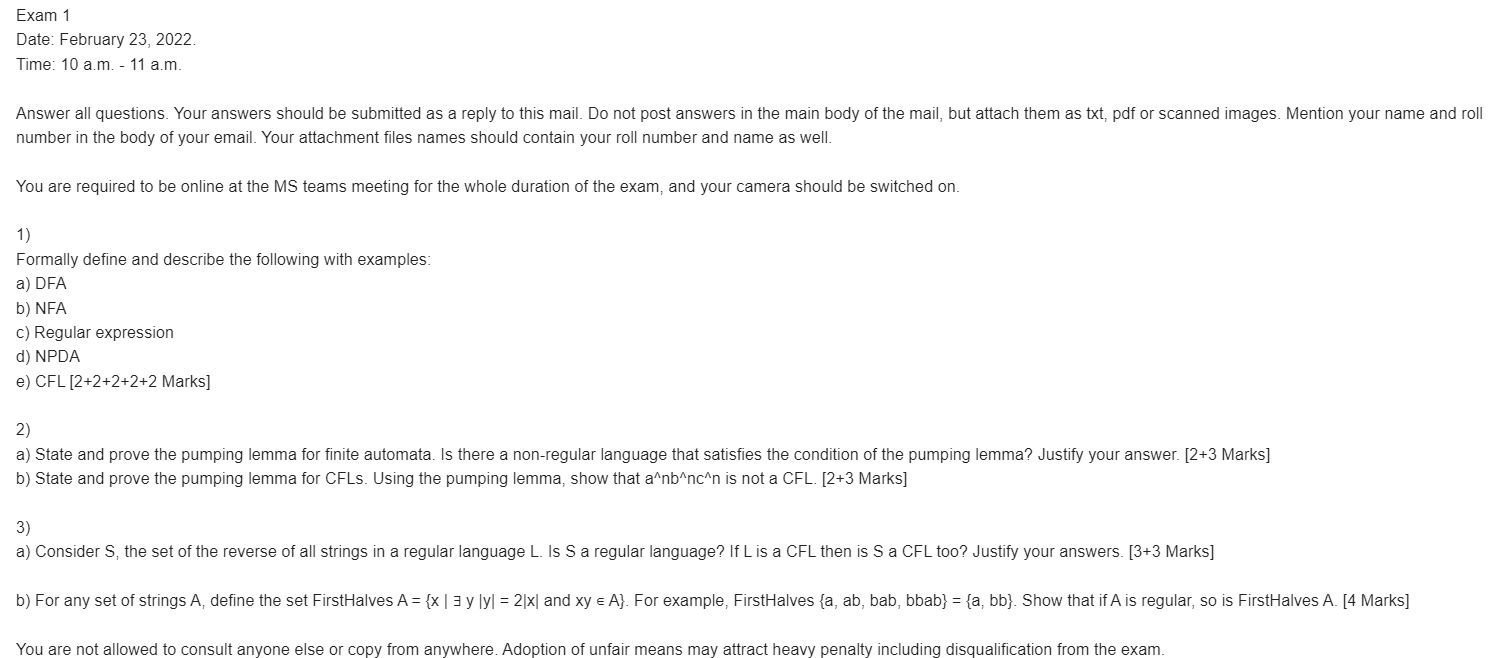 Exam 1
Date: February 23, 2022.
Time: 10 a.m. - 11 a.m.
Answer all questions. Your answers should be submitted as a reply to this mail. Do not post answers in the main body of the mail, but attach them as txt, pdf or scanned images. Mention your name and roll
number in the body of your email. Your attachment files names should contain your roll number and name as well.
You are required to be online at the MS teams meeting for the whole duration of the exam, and your camera should be switched on.
1)
Formally define and describe the following with examples:
a) DFA
b) NFA
c) Regular expression
d) NPDA
e) CFL [2+2+2+2+2 Marks]
2)
a) State and prove the pumping lemma for finite automata. Is there a non-regular language that satisfies the condition of the pumping lemma? Justify your answer. [2+3 Marks]
b) State and prove the pumping lemma for CFLs. Using the pumping lemma, show that a^nb^nc^n is not a CFL. [2+3 Marks]
3)
a) Consider S, the set of the reverse of all strings in a regular language L. Is S a regular language? If L is a CFL then is S a CFL too? Justify your answers. [3+3 Marks]
b) For any set of strings A, define the set FirstHalves A = {x | ∃ y |y| = 2|x| and xy ∊ A}. For example, FirstHalves {a, ab, bab, bbab} = {a, bb}. Show that if A is regular, so is FirstHalves A. [4 Marks]
You are not allowed to consult anyone else or copy from anywhere. Adoption of unfair means may attract heavy penalty including disqualification from the exam.